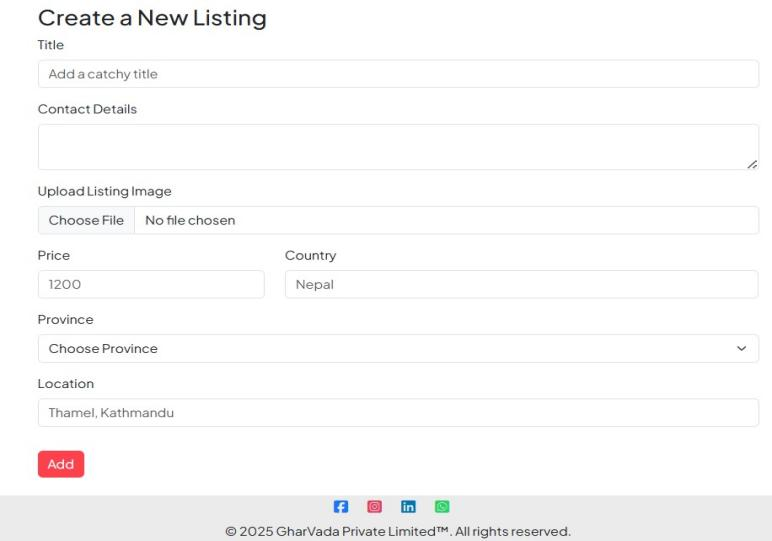 Create a New Listing
Title
Add a catchy title
Contact Details
Upload Listing Image
Choose File No file chosen
Price Country
1200 Nepal
Province
Choose Province
Location
Thamel, Kathmandu
Add
© 2025 GharVada Private Limited™. All rights reserved.